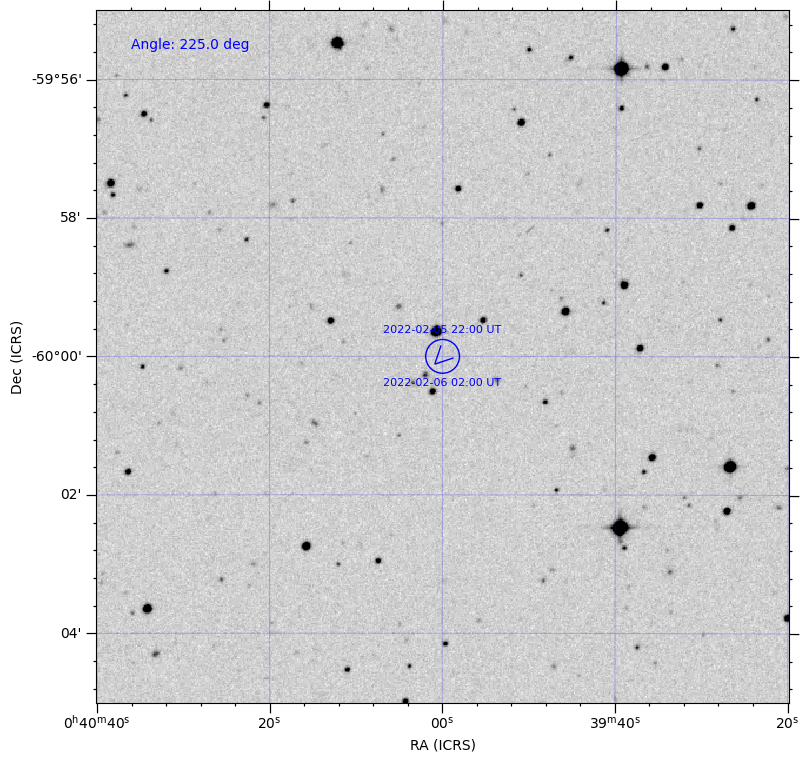 Angle: 225.0 deg
-59°56'
58'
2022-02-05 22:00 UT
-60°00'
2022-02-06 02:00 UT
02'
04'
Dec (ICRS)
0ʰ40ᵐ40ˢ 20ˢ 00ˢ 39ᵐ40ˢ 20ˢ
RA (ICRS)